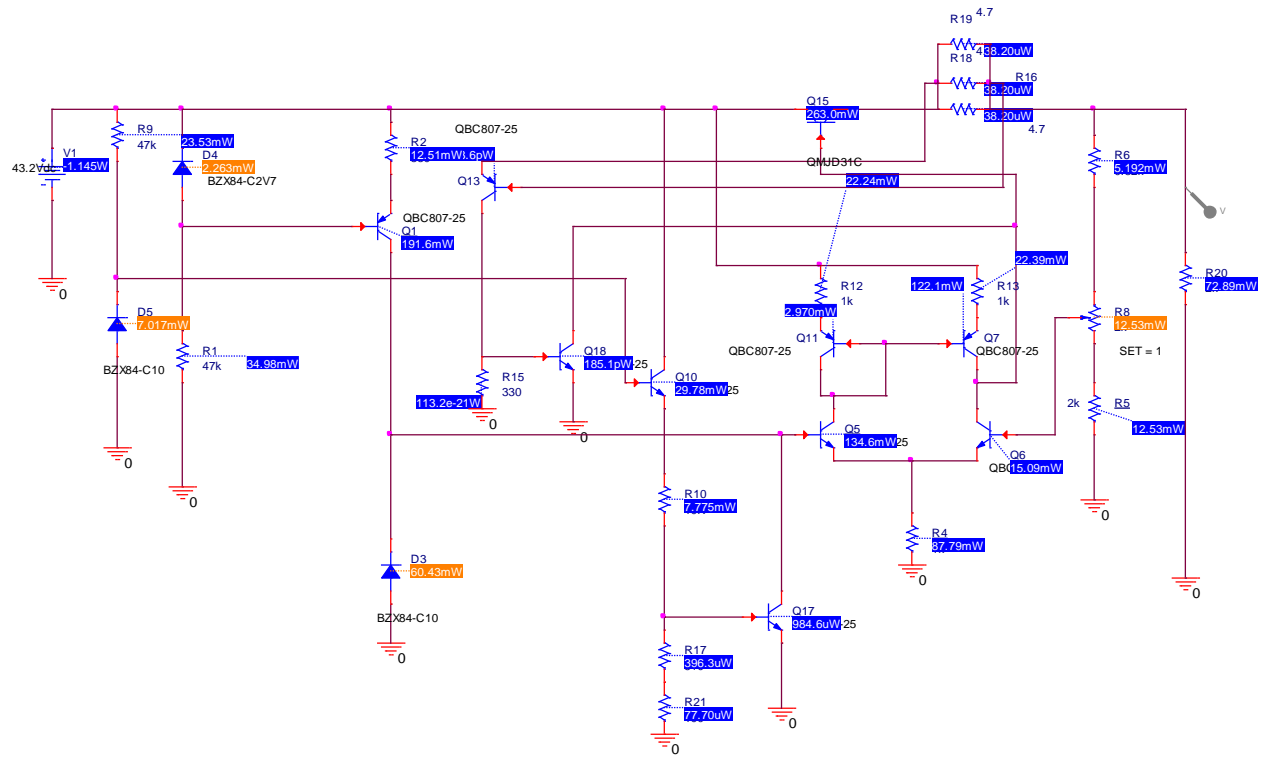 R19 4.7
38.20uW
R18
R16
38.20uW
Q15
263.0mW
38.20uW
4.7
R9
47k
23.53mW
QBC807-25
R2
12.51mW
V1
43.2Vdc
-1.145W
D4
2.263mW
BZX84-C2V7
Q13
QMJD31C
22.24mW
R6
5.192mW
V
QBC807-25
Q1
191.6mW
22.39mW
R20
72.89mW
0
122.1mW
R12
1k
R13
1k
2.970mW
D5
7.017mW
R8
12.53mW
SET = 1
BZX84-C10
R1
47k
34.98mW
Q18
185.1pW
-25
QBC807-25
Q11
Q7
QBC807-25
R15
330
113.2e-21W
0
Q10
29.78mW
25
0
2k
R5
12.53mW
Q5
134.6mW
25
Q6
15.09mW
0
0
R10
7.775mW
0
R4
87.79mW
0
0
D3
60.43mW
BZX84-C10
0
Q17
984.6uW
-25
R17
396.3uW
R21
77.70uW
0
0